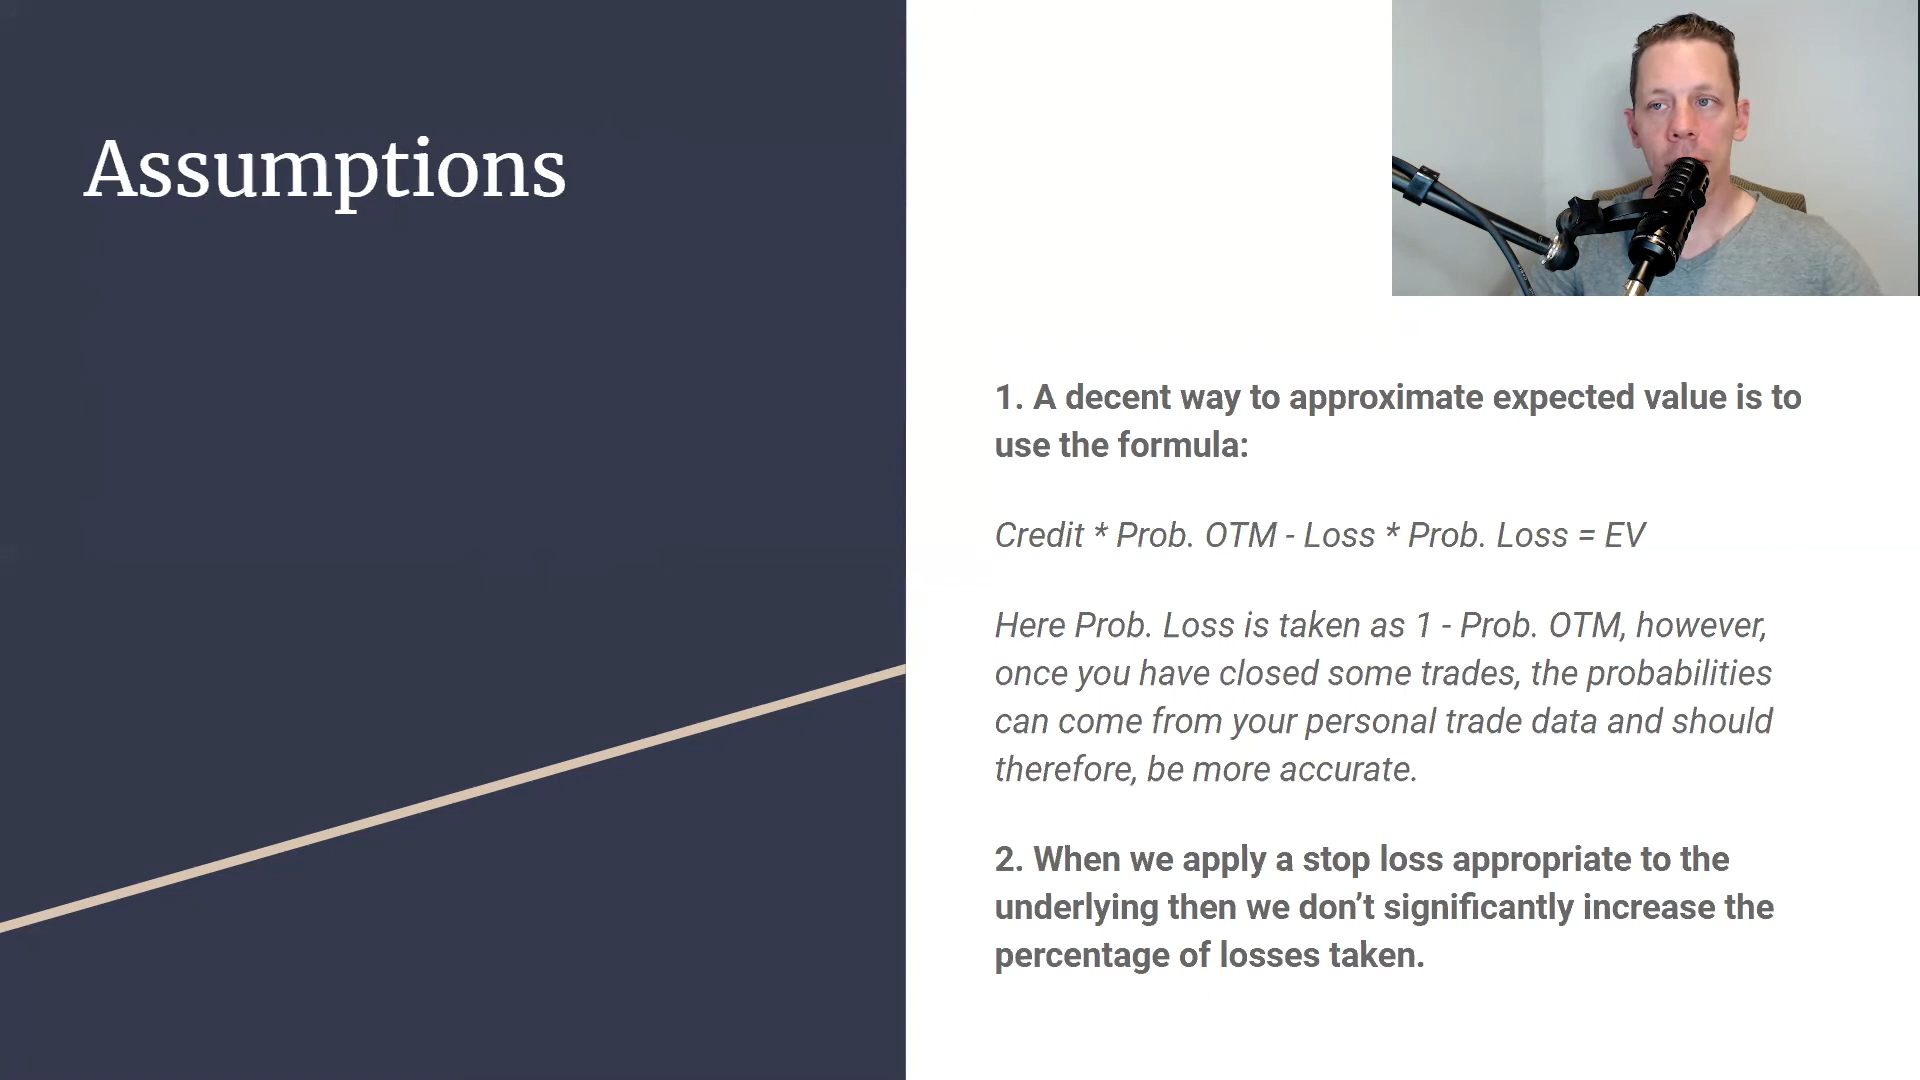 Assumptions
1. A decent way to approximate expected value is to
use the formula:
Credit * Prob. OTM - Loss * Prob. Loss = EV
Here Prob. Loss is taken as 1 - Prob. OTM, however,
once you have closed some trades, the probabilities
can come from your personal trade data and should
therefore, be more accurate.
2. When we apply a stop loss appropriate to the
underlying then we don’t significantly increase the
percentage of losses taken.